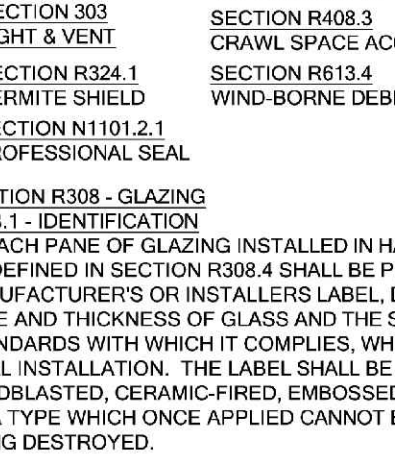 ECTION 303
GHT & VENT
SECTION R408.3
CRAWL SPACE ACC
ECTION R324.1
ERMITE SHIELD
SECTION R613.4
WIND-BORNE DEBI
ECTION N1101.2.1
ROFESSIONAL SEAL
TION R308 - GLAZING
8.1 - IDENTIFICATION
ACH PANE OF GLAZING INSTALLED IN HA
DEFINED IN SECTION R308.4 SHALL BE P
UFACTURER'S OR INSTALLERS LABEL, D
E AND THICKNESS OF GLASS AND THE S
NDARDS WITH WHICH IT COMPLIES, WH
L INSTALLATION. THE LABEL SHALL BE
DBLASTED, CERAMIC-FIRED, EMBOSSED
A TYPE WHICH ONCE APPLIED CANNOT B
NG DESTROYED.